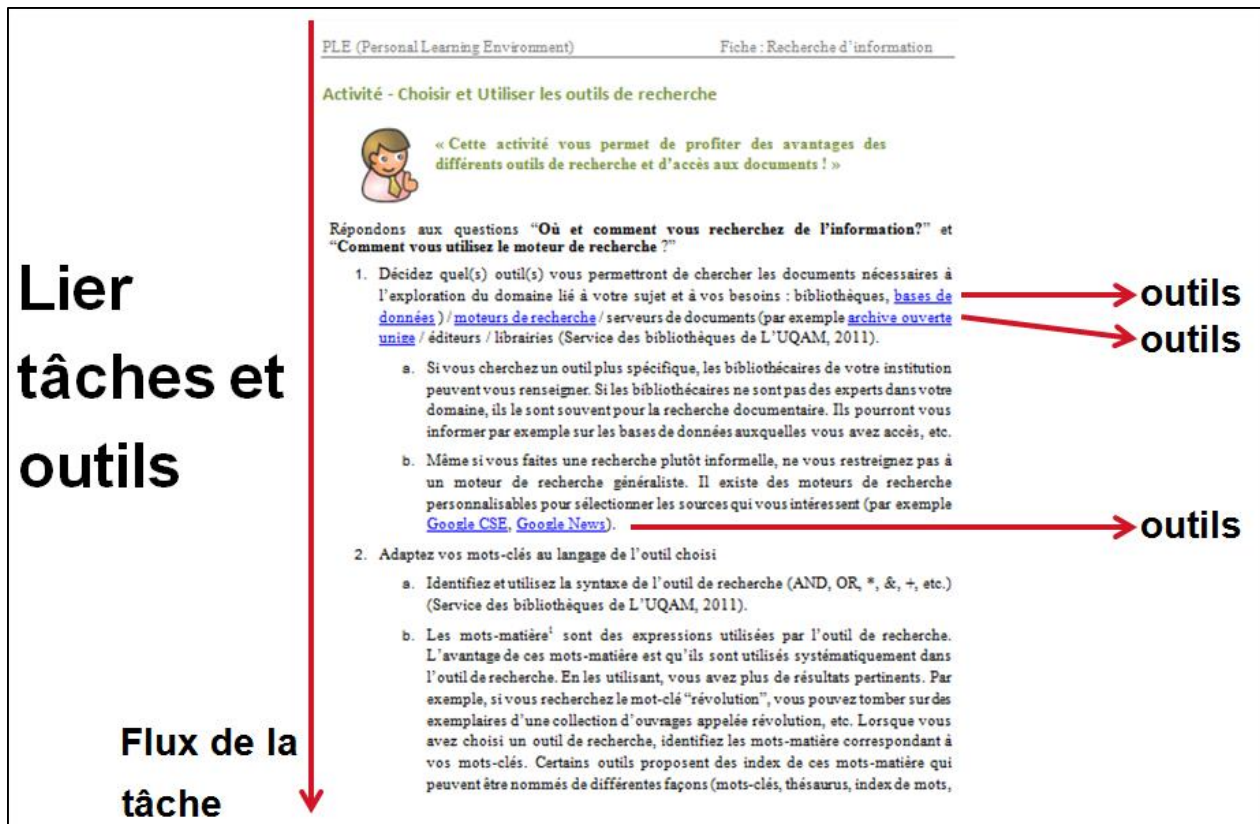 PLE (Personal Learning Environment) Fiche : Recherche d'information
Activité - Choisir et Utiliser les outils de recherche
« Cette activité vous permet de profiter des avantages des
différents outils de recherche et d'accès aux documents ! »
Répondons aux questions “Où et comment vous recherchez de l'information?” et
“Comment vous utilisez le moteur de recherche ?”
1. Décidez quel(s) outil(s) vous permettront de chercher les documents nécessaires à
l'exploration du domaine lié à votre sujet et à vos besoins : bibliothèques, bases de
données ) / moteurs de recherche / serveurs de documents (par exemple archive ouverte
unige / éditeurs / librairies (Service des bibliothèques de L'UQAM, 2011).
a. Si vous cherchez un outil plus spécifique, les bibliothécaires de votre institution
peuvent vous renseigner. Si les bibliothécaires ne sont pas des experts dans votre
domaine, ils le sont souvent pour la recherche documentaire. Ils pourront vous
informer par exemple sur les bases de données auxquelles vous avez accès, etc.
b. Même si vous faites une recherche plutôt informelle, ne vous restreignez pas à
un moteur de recherche généraliste. Il existe des moteurs de recherche
personnalisables pour sélectionner les sources qui vous intéressent (par exemple
Google CSE, Google News).
2. Adaptez vos mots-clés au langage de l'outil choisi
a. Identifiez et utilisez la syntaxe de l'outil de recherche (AND, OR, *, &, +, etc.)
(Service des bibliothèques de L'UQAM, 2011).
b. Les mots-matière¹ sont des expressions utilisées par l'outil de recherche.
L'avantage de ces mots-matière est qu'ils sont utilisés systématiquement dans
l'outil de recherche. En les utilisant, vous avez plus de résultats pertinents. Par
exemple, si vous recherchez le mot-clé “révolution”, vous pouvez tomber sur des
exemplaires d'une collection d'ouvrages appelée révolution, etc. Lorsque vous
avez choisi un outil de recherche, identifiez les mots-matière correspondant à
vos mots-clés. Certains outils proposent des index de ces mots-matière qui
peuvent être nommés de différentes façons (mots-clés, thésaurus, index de mots,
Lier
tâches et
outils
Flux de la
tâche
outils
outils
outils